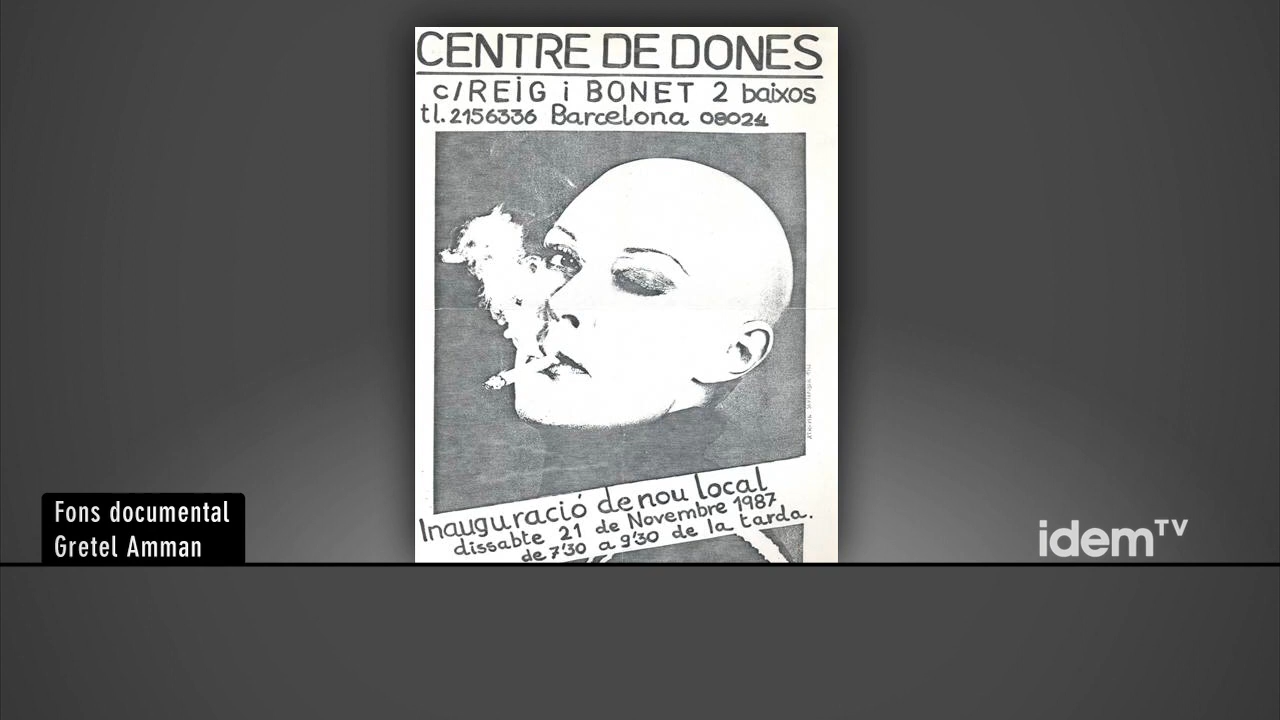 CENTRE DE DONES
c/REIG i BONET 2 baixos
tl. 2156336 Barcelona 08024
Inauguració de nou local
dissabte 21 de Novembre 1987
de 7'30 a 9'30 de la tarda.
Fons documental
Gretel Amman
idemTV